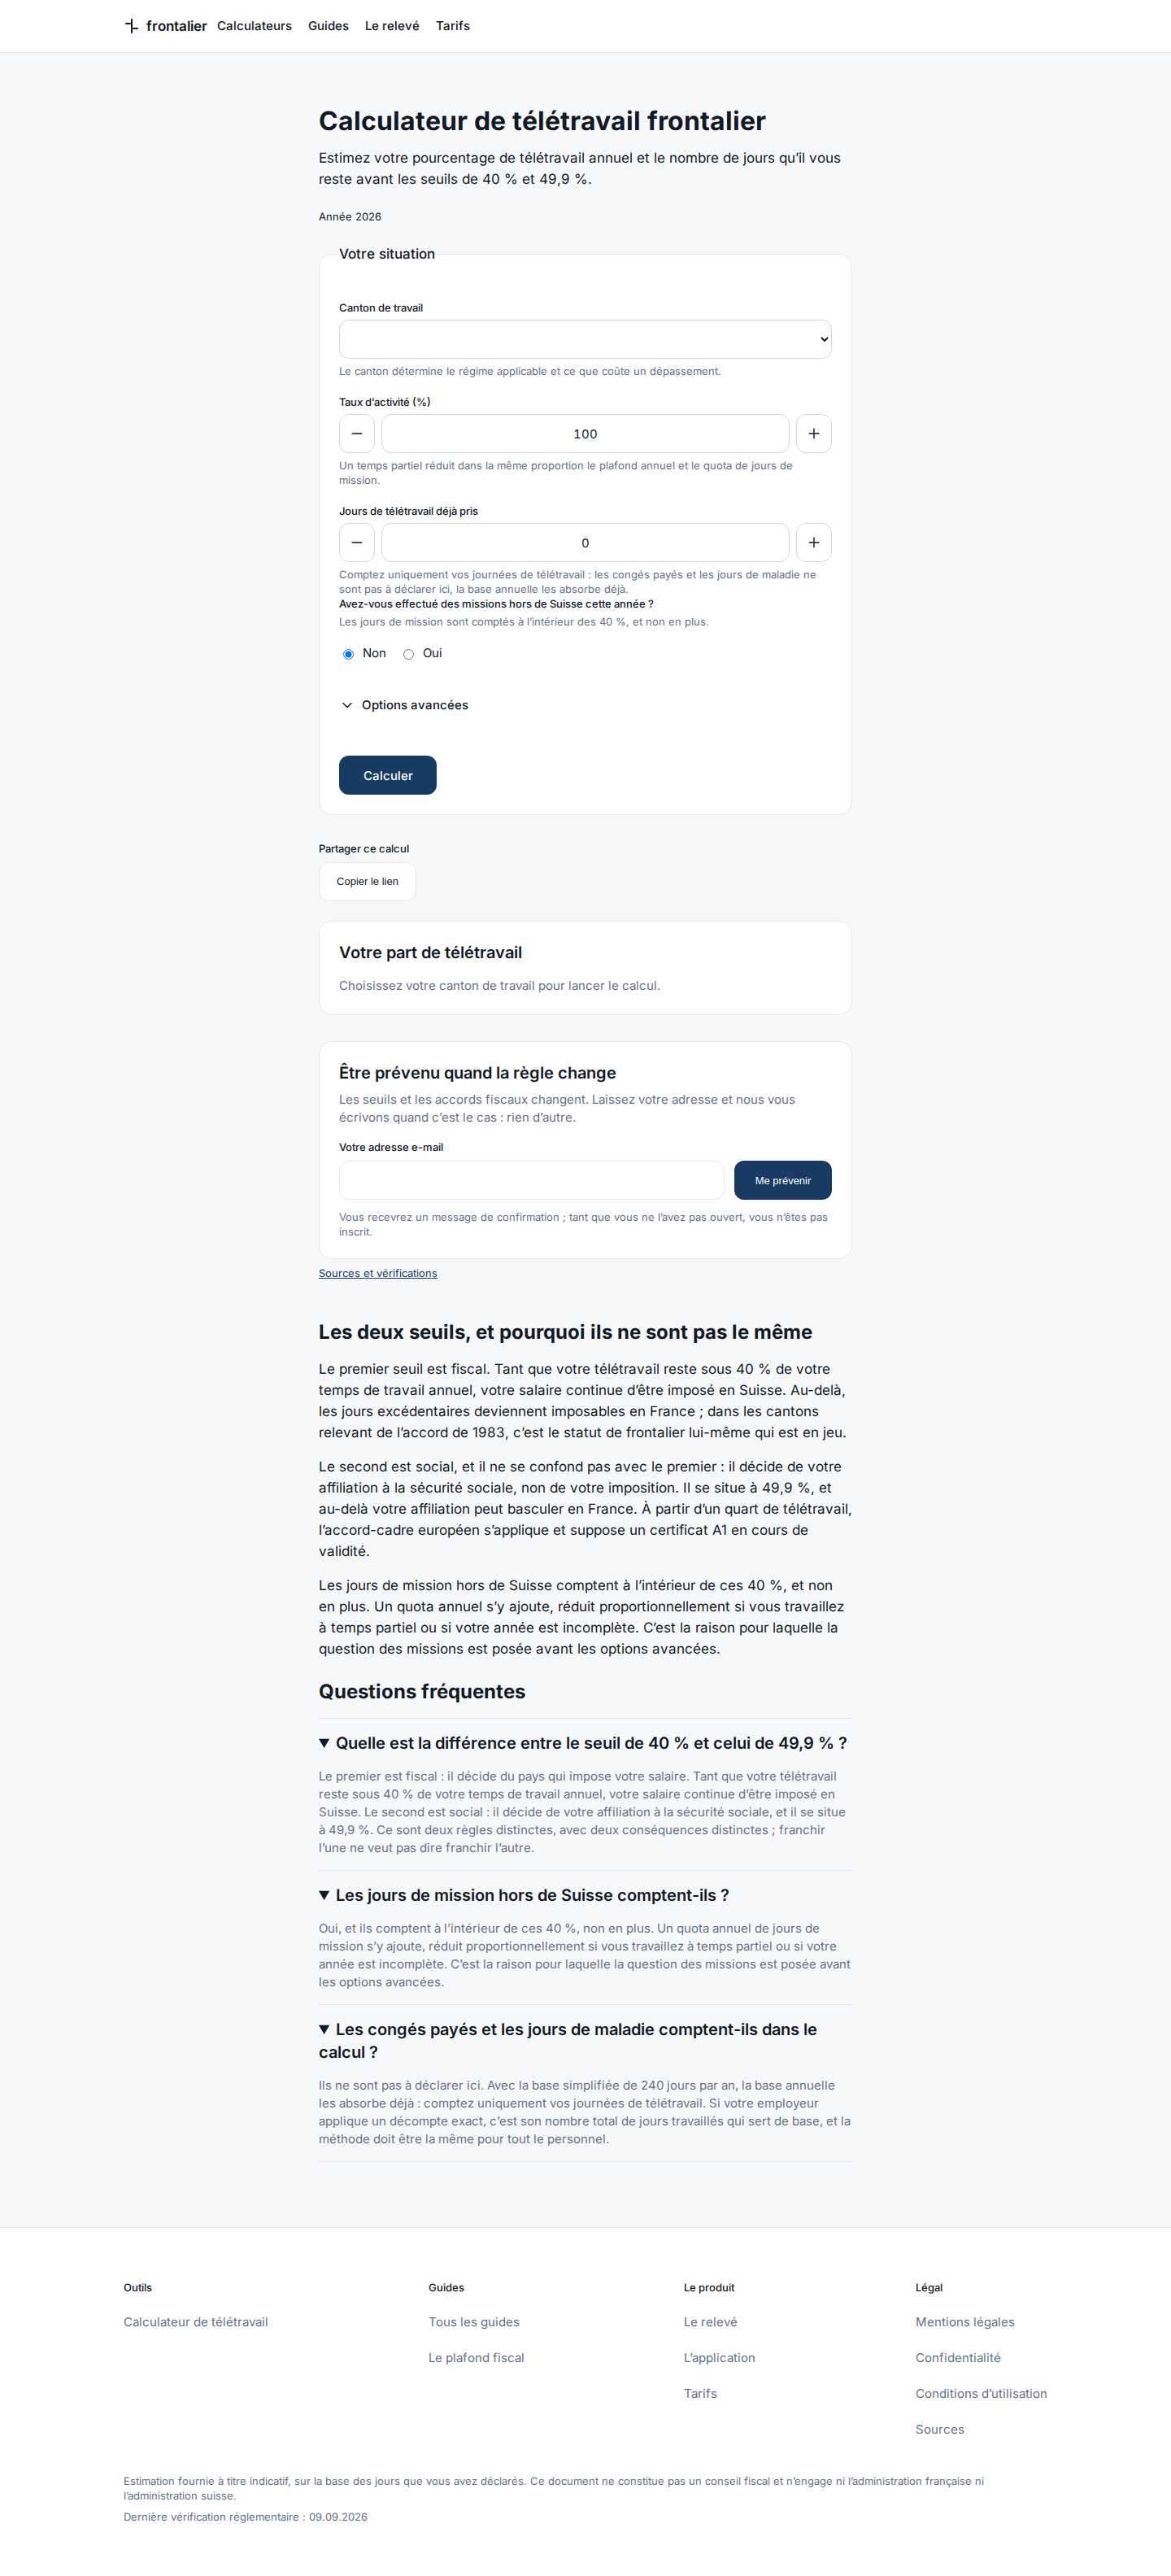 frontalier Calculateurs Guides Le relevé Tarifs
Calculateur de télétravail frontalier
Estimez votre pourcentage de télétravail annuel et le nombre de jours qu’il vous
reste avant les seuils de 40 % et 49,9 %.
Année 2026
Votre situation
Canton de travail
Le canton détermine le régime applicable et ce que coûte un dépassement.
Taux d’activité (%)
− 100 +
Un temps partiel réduit dans la même proportion le plafond annuel et le quota de jours de
mission.
Jours de télétravail déjà pris
− 0 +
Comptez uniquement vos journées de télétravail : les congés payés et les jours de maladie ne
sont pas à déclarer ici, la base annuelle les absorbe déjà.
Avez-vous effectué des missions hors de Suisse cette année ?
Les jours de mission sont comptés à l’intérieur des 40 %, et non en plus.
Non Oui
Options avancées
Calculer
Partager ce calcul
Copier le lien
Votre part de télétravail
Choisissez votre canton de travail pour lancer le calcul.
Être prévenu quand la règle change
Les seuils et les accords fiscaux changent. Laissez votre adresse et nous vous
écrivons quand c’est le cas : rien d’autre.
Votre adresse e-mail
Me prévenir
Vous recevrez un message de confirmation ; tant que vous ne l’avez pas ouvert, vous n’êtes pas
inscrit.
Sources et vérifications
Les deux seuils, et pourquoi ils ne sont pas le même
Le premier seuil est fiscal. Tant que votre télétravail reste sous 40 % de votre
temps de travail annuel, votre salaire continue d’être imposé en Suisse. Au-delà,
les jours excédentaires deviennent imposables en France ; dans les cantons
relevant de l’accord de 1983, c’est le statut de frontalier lui-même qui est en jeu.
Le second est social, et il ne se confond pas avec le premier : il décide de votre
affiliation à la sécurité sociale, non de votre imposition. Il se situe à 49,9 %, et
au-delà votre affiliation peut basculer en France. À partir d’un quart de télétravail,
l’accord-cadre européen s’applique et suppose un certificat A1 en cours de
validité.
Les jours de mission hors de Suisse comptent à l’intérieur de ces 40 %, et non
en plus. Un quota annuel s’y ajoute, réduit proportionnellement si vous travaillez
à temps partiel ou si votre année est incomplète. C’est la raison pour laquelle la
question des missions est posée avant les options avancées.
Questions fréquentes
Quelle est la différence entre le seuil de 40 % et celui de 49,9 % ?
Le premier est fiscal : il décide du pays qui impose votre salaire. Tant que votre télétravail
reste sous 40 % de votre temps de travail annuel, votre salaire continue d’être imposé en
Suisse. Le second est social : il décide de votre affiliation à la sécurité sociale, et il se situe
à 49,9 %. Ce sont deux règles distinctes, avec deux conséquences distinctes ; franchir
l’une ne veut pas dire franchir l’autre.
Les jours de mission hors de Suisse comptent-ils ?
Oui, et ils comptent à l’intérieur de ces 40 %, non en plus. Un quota annuel de jours de
mission s’y ajoute, réduit proportionnellement si vous travaillez à temps partiel ou si votre
année est incomplète. C’est la raison pour laquelle la question des missions est posée avant
les options avancées.
Les congés payés et les jours de maladie comptent-ils dans le
calcul ?
Ils ne sont pas à déclarer ici. Avec la base simplifiée de 240 jours par an, la base annuelle
les absorbe déjà : comptez uniquement vos journées de télétravail. Si votre employeur
applique un décompte exact, c’est son nombre total de jours travaillés qui sert de base, et la
méthode doit être la même pour tout le personnel.
Outils Guides Le produit Légal
Calculateur de télétravail Tous les guides Le relevé Mentions légales
Le plafond fiscal L’application Confidentialité
Tarifs Conditions d’utilisation
Sources
Estimation fournie à titre indicatif, sur la base des jours que vous avez déclarés. Ce document ne constitue pas un conseil fiscal et n’engage ni l’administration française ni
l’administration suisse.
Dernière vérification réglementaire : 09.09.2026